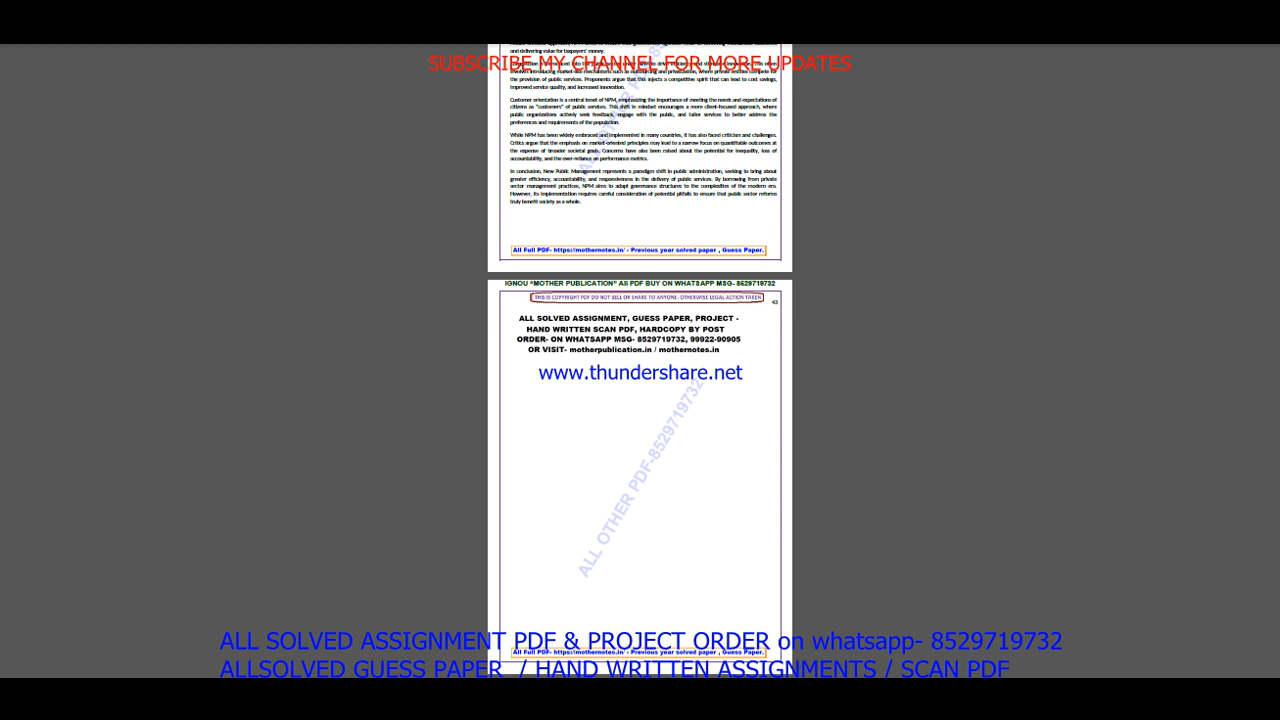 and delivering value for taxpayers' money.
SUBSCRIBE MY CHANNEL FOR MORE UPDATES
involves introducing market-like mechanisms such as outsourcing and privatization, where private entities compete for
the provision of public services. Proponents argue that this injects a competitive spirit that can lead to cost savings,
improved service quality, and increased innovation.
Customer orientation is a central tenet of NPM, emphasizing the importance of meeting the needs and expectations of
citizens as "customers" of public services. This shift in mindset encourages a more client-focused approach, where
public organizations actively seek feedback, engage with the public, and tailor services to better address the
preferences and requirements of the population.
While NPM has been widely embraced and implemented in many countries, it has also faced criticism and challenges.
Critics argue that the emphasis on market-oriented principles may lead to a narrow focus on quantifiable outcomes at
the expense of broader societal goals. Concerns have also been raised about the potential for inequality, loss of
accountability, and the over-reliance on performance metrics.
In conclusion, New Public Management represents a paradigm shift in public administration, seeking to bring about
greater efficiency, accountability, and responsiveness in the delivery of public services. By borrowing from private
sector management practices, NPM aims to adapt governance structures to the complexities of the modern era.
However, its implementation requires careful consideration of potential pitfalls to ensure that public sector reforms
truly benefit society as a whole.
All Full PDF- https:\mothernotes.in/ - Previous year solved paper , Guess Paper.
IGNOU "MOTHER PUBLICATION" All PDF BUY ON WHATSAPP MSG- 8529719732
THIS IS COPYRIGHT PDF DO NOT SELL OR SHARE TO ANYONE- OTHERWISE LEGAL ACTION TAKEN
43
ALL SOLVED ASSIGNMENT, GUESS PAPER, PROJECT -
HAND WRITTEN SCAN PDF, HARDCOPY BY POST
ORDER- ON WHATSAPP MSG- 8529719732, 99922-90905
OR VISIT- motherpublication.in / mothernotes.in
www.thundershare.net
ALL OTHER PDF-8529719732
ALL SOLVED ASSIGNMENT PDF & PROJECT ORDER on whatsapp- 8529719732
All Full PDF- https:\mothernotes.in/ - Previous year solved paper , Guess Paper.
ALLSOLVED GUESS PAPER / HAND WRITTEN ASSIGNMENTS / SCAN PDF